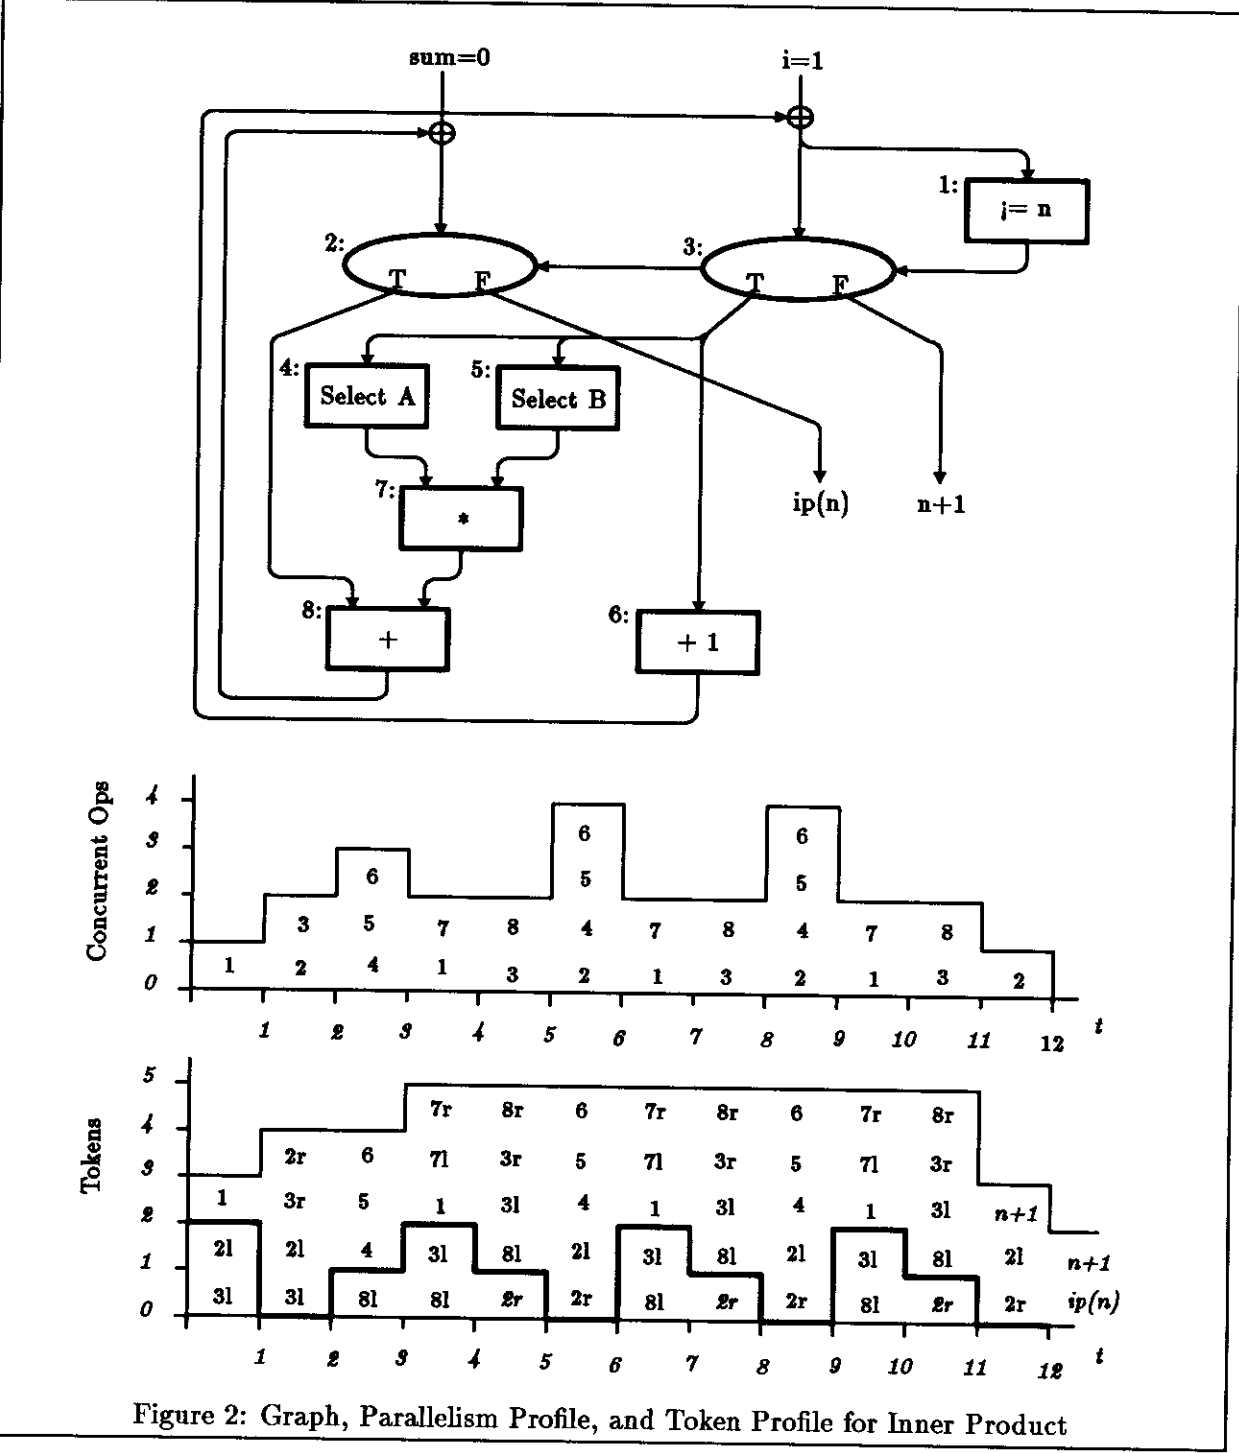 sum=0 i=1
1: i= n
2: T F 3: T F
4: Select A 5: Select B
7: * ip(n) n+1
8: + 6: + 1
Concurrent Ops
4
3 6 6
2 6 5 5
1 3 5 7 8 4 7 8 4 7 8
0 1 2 4 1 3 2 1 3 2 1 3 2
1 2 3 4 5 6 7 8 9 10 11 12 t
Tokens
5
4 7r 8r 6 7r 8r 6 7r 8r
3 2r 6 7l 3r 5 7l 3r 5 7l 3r
2 1 3r 5 1 3l 4 1 3l 4 1 3l n+1
1 2l 2l 4 3l 8l 2l 3l 8l 2l 3l 8l 2l n+1
0 3l 3l 8l 8l 2r 2r 8l 2r 2r 8l 2r 2r ip(n)
1 2 3 4 5 6 7 8 9 10 11 12 t
Figure 2: Graph, Parallelism Profile, and Token Profile for Inner Product